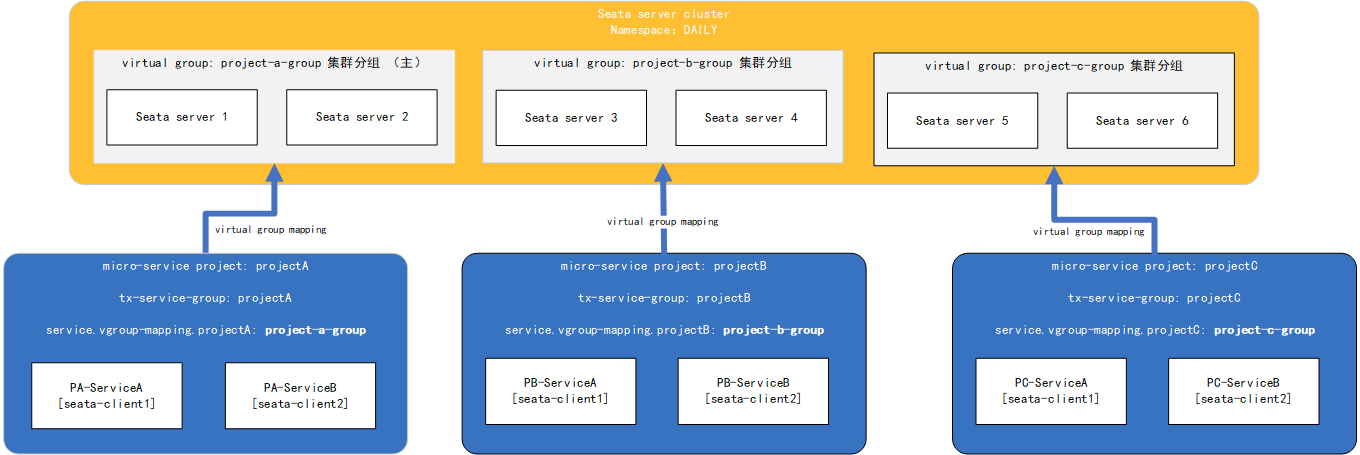 Seata server cluster
Namespace: DAILY
virtual group: project-a-group 集群分组 （主）
Seata server 1
Seata server 2
virtual group: project-b-group 集群分组
Seata server 3
Seata server 4
virtual group: project-c-group 集群分组
Seata server 5
Seata server 6
virtual group mapping
virtual group mapping
virtual group mapping
micro-service project: projectA
tx-service-group: projectA
service.vgroup-mapping.projectA: project-a-group
PA-ServiceA
[seata-client1]
PA-ServiceB
[seata-client2]
micro-service project: projectB
tx-service-group: projectB
service.vgroup-mapping.projectB: project-b-group
PB-ServiceA
[seata-client1]
PB-ServiceB
[seata-client2]
micro-service project: projectC
tx-service-group: projectC
service.vgroup-mapping.projectC: project-c-group
PC-ServiceA
[seata-client1]
PC-ServiceB
[seata-client2]